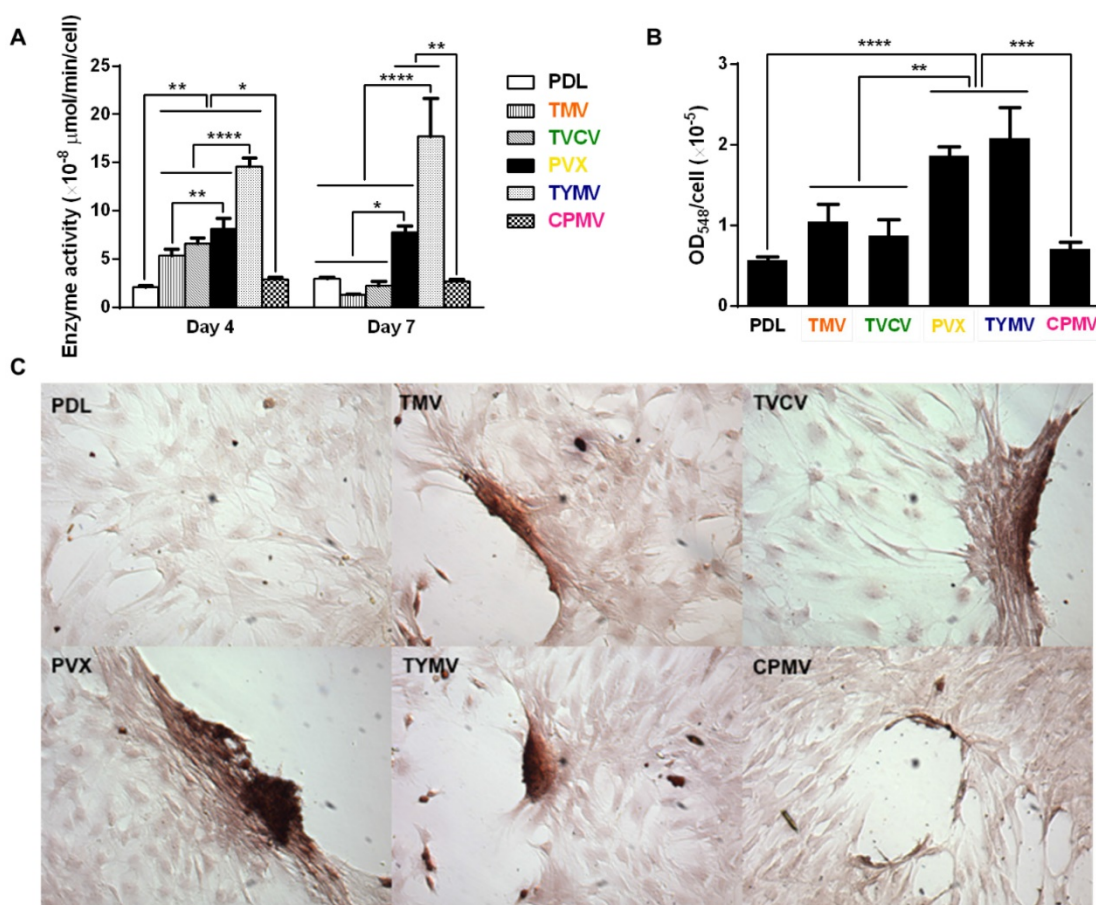 A
Enzyme activity (×10⁻⁸ μmol/min/cell)
25
20
15
10
5
0
** * **** **
** **** *
Day 4 Day 7
PDL
TMV
TVCV
PVX
TYMV
CPMV
B
OD₅₄₈/cell (×10⁻⁵)
3
2
1
0
**** ***
**
PDL TMV TVCV PVX TYMV CPMV
C
PDL TMV TVCV
PVX TYMV CPMV